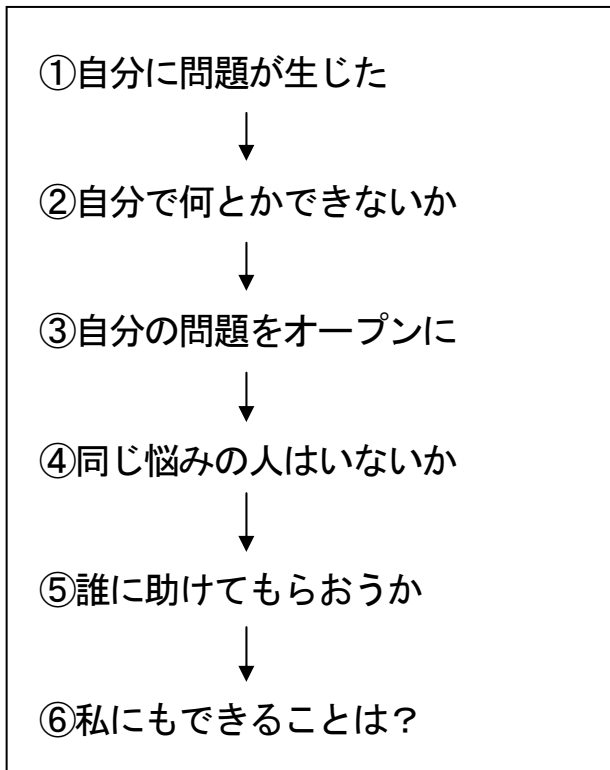 ①自分に問題が生じた
②自分で何とかできないか
③自分の問題をオープンに
④同じ悩みの人はいないか
⑤誰に助けてもらおうか
⑥私にもできることは？